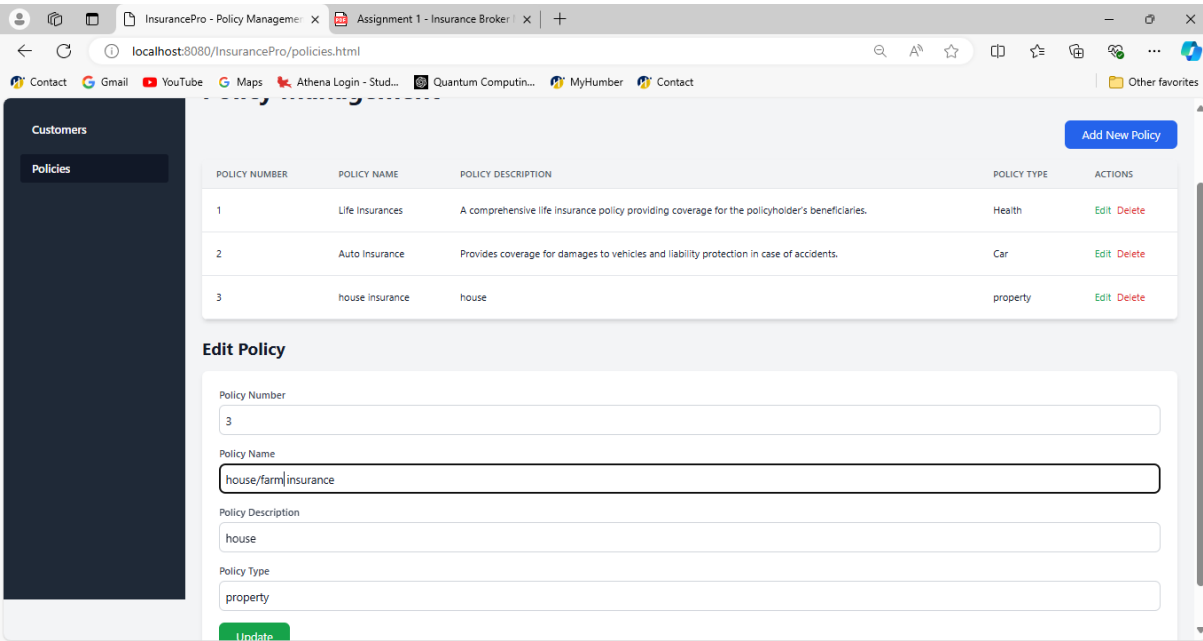 InsurancePro - Policy Managemer
Assignment 1 - Insurance Broker
localhost:8080/InsurancePro/policies.html
Contact Gmail YouTube Maps Athena Login - Stud... Quantum Computin... MyHumber Contact Other favorites
Policy Management
Customers
Policies
Add New Policy
POLICY NUMBER POLICY NAME POLICY DESCRIPTION POLICY TYPE ACTIONS
1 Life Insurances A comprehensive life insurance policy providing coverage for the policyholder's beneficiaries. Health Edit Delete
2 Auto Insurance Provides coverage for damages to vehicles and liability protection in case of accidents. Car Edit Delete
3 house insurance house property Edit Delete
Edit Policy
Policy Number
3
Policy Name
house/farm insurance
Policy Description
house
Policy Type
property
Update